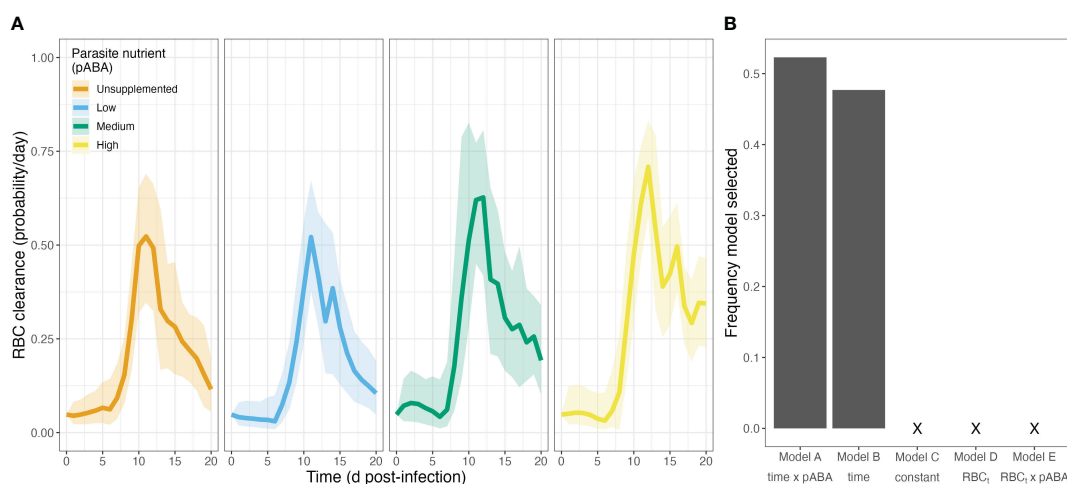 A
B
Parasite nutrient
(pABA)
Unsupplemented
Low
Medium
High
RBC clearance (probability/day)
1.00
0.75
0.50
0.25
0.00
0 5 10 15 20
0 5 10 15 20
0 5 10 15 20
0 5 10 15 20
Time (d post-infection)
Frequency model selected
0.5
0.4
0.3
0.2
0.1
0.0
X X X
Model A Model B Model C Model D Model E
time x pABA time constant RBCₜ RBCₜ x pABA